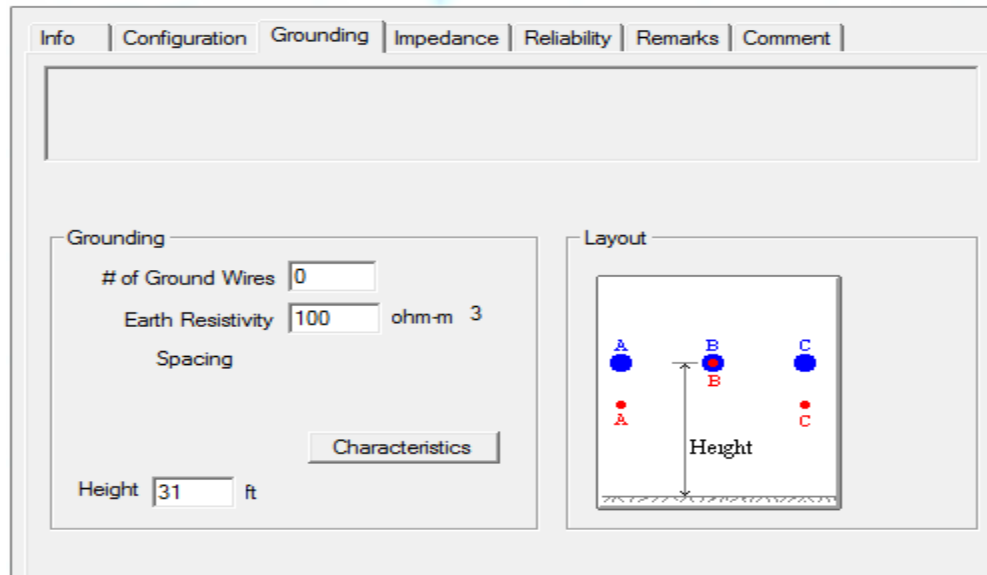 Info Configuration Grounding Impedance Reliability Remarks Comment
Grounding
# of Ground Wires 0
Earth Resistivity 100 ohm-m 3
Spacing
Characteristics
Height 31 ft
Layout
A B C
B
A C
Height